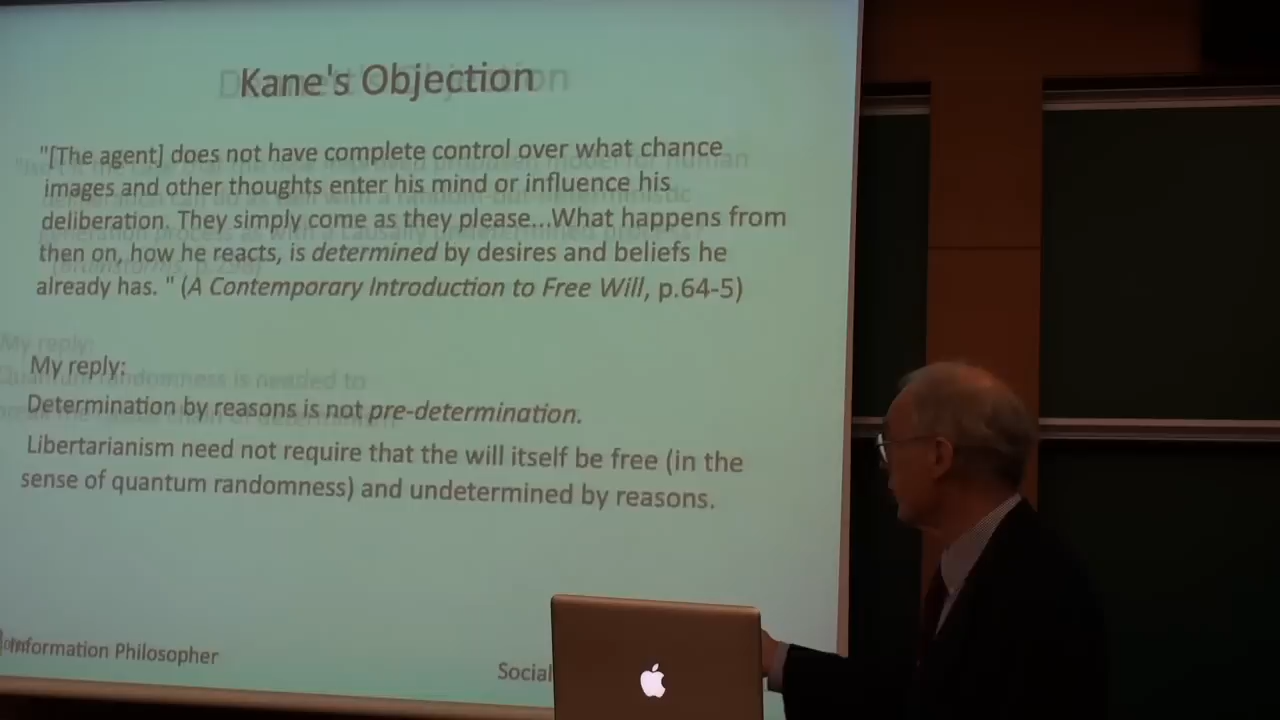 Kane's Objection
"[The agent] does not have complete control over what chance
images and other thoughts enter his mind or influence his
deliberation. They simply come as they please...What happens from
then on, how he reacts, is determined by desires and beliefs he
already has. " (A Contemporary Introduction to Free Will, p.64-5)
My reply:
Determination by reasons is not pre-determination.
Libertarianism need not require that the will itself be free (in the
sense of quantum randomness) and undetermined by reasons.
Information Philosopher
Social